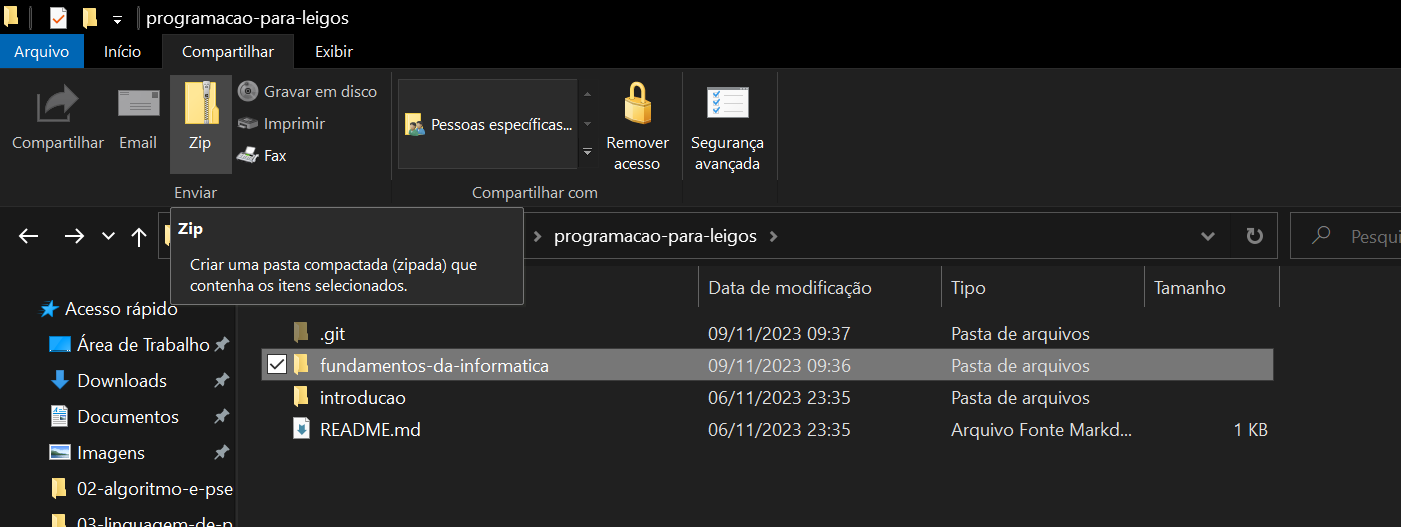 programacao-para-leigos
Arquivo Início Compartilhar Exibir
Compartilhar
Email
Zip
Gravar em disco
Imprimir
Fax
Enviar
Pessoas específicas...
Remover
acesso
Compartilhar com
Segurança
avançada
programacao-para-leigos
Pesqui
Zip
Criar uma pasta compactada (zipada) que
contenha os itens selecionados.
Data de modificação Tipo Tamanho
Acesso rápido
Área de Trabalho
Downloads
Documentos
Imagens
02-algoritmo-e-pse
03-linguagem-de-p
.git 09/11/2023 09:37 Pasta de arquivos
fundamentos-da-informatica 09/11/2023 09:36 Pasta de arquivos
introducao 06/11/2023 23:35 Pasta de arquivos
README.md 06/11/2023 23:35 Arquivo Fonte Markd... 1 KB